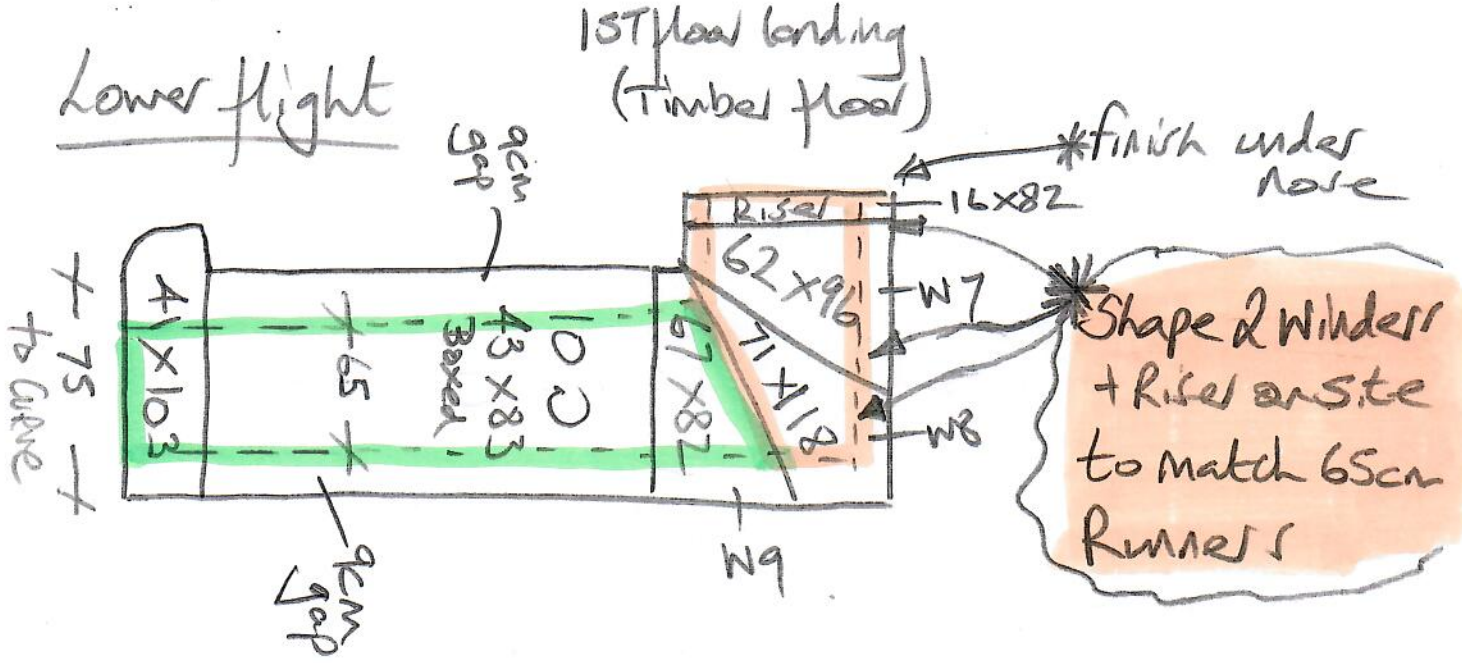 1ST floor landing
(Timber floor)
Lower flight
9cm
gap
*finish under
nose
Riser
16x82
62x96
W7
71x118
W8
67x82
W9
10
43x83
Boxed
65
41x103
75
to curve
9cm
gap
*Shape 2 Winders
+ Riser on site
to match 65cm
Runners